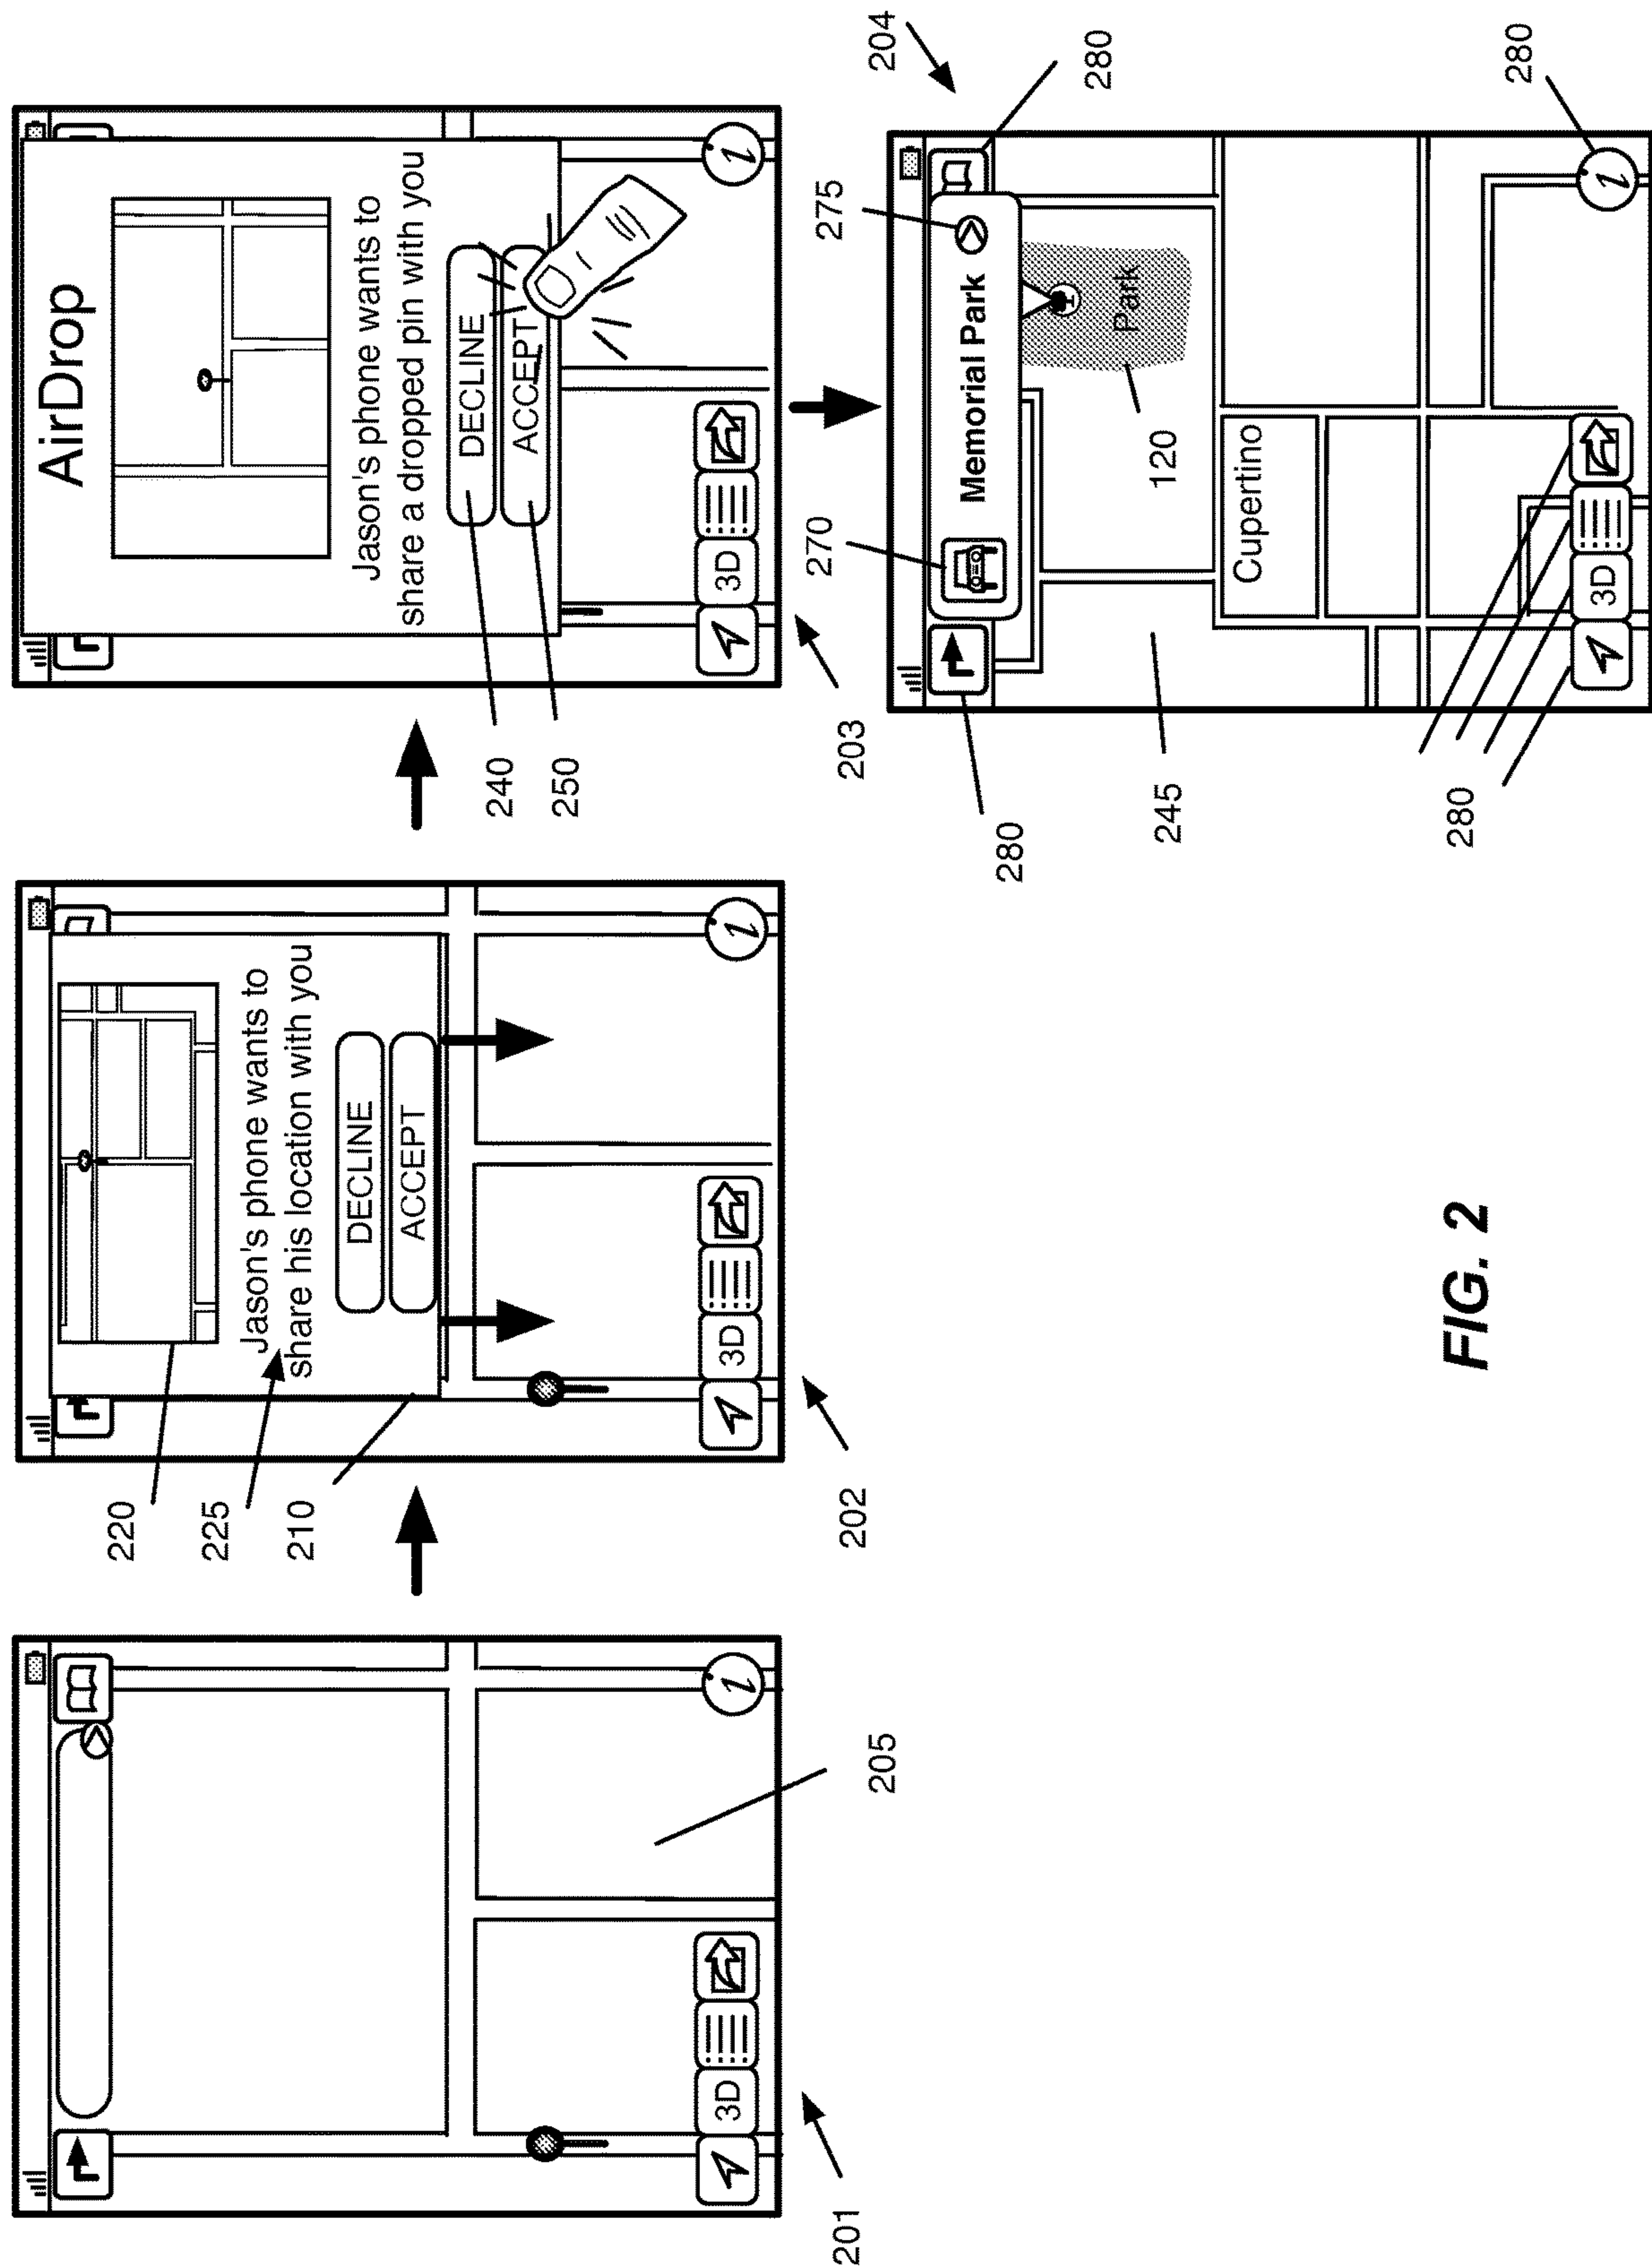 201
3D
i
205
202
220
225
210
Jason's phone wants to
share his location with you
DECLINE
ACCEPT
3D
i
203
AirDrop
Jason's phone wants to
share a dropped pin with you
DECLINE
ACCEPT
240
250
3D
i
204
270
275
280
280
Memorial Park
Park
120
245
Cupertino
3D
i
280
280
FIG. 2